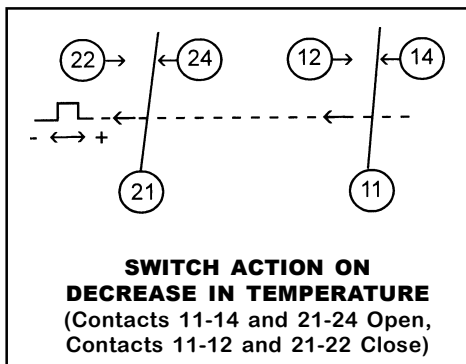 22 → ← 24 12 → ← 14
- ↔ +
21 11
SWITCH ACTION ON
DECREASE IN TEMPERATURE
(Contacts 11-14 and 21-24 Open,
Contacts 11-12 and 21-22 Close)